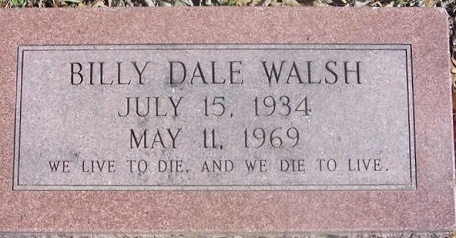 BILLY DALE WALSH
JULY 15, 1934
MAY 11, 1969
WE LIVE TO DIE, AND WE DIE TO LIVE.